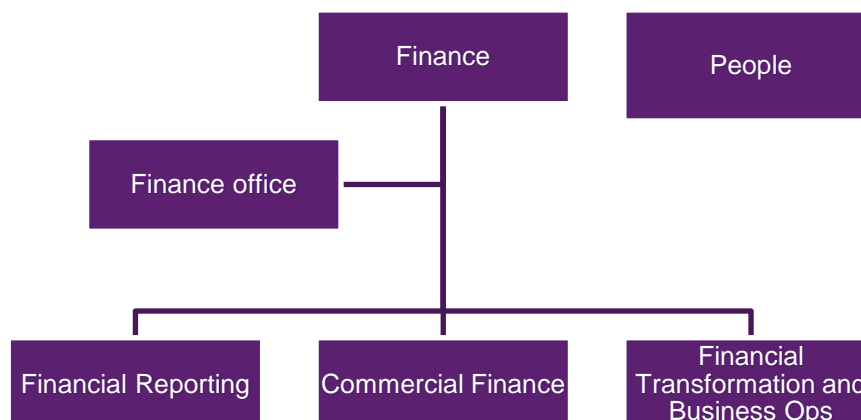 Finance
People
Finance office
Financial Reporting
Commercial Finance
Financial
Transformation and
Business Ops